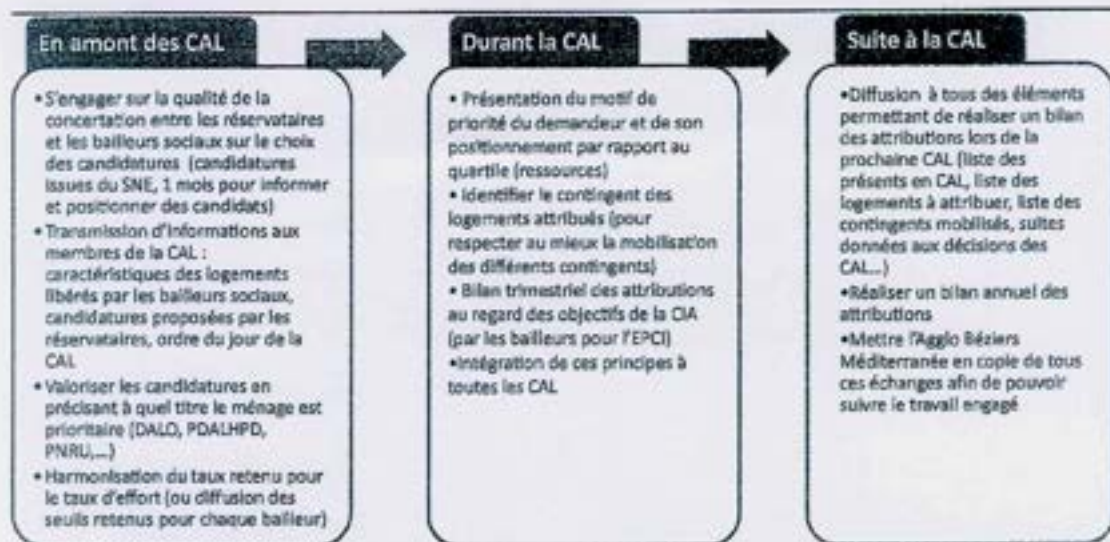 En amont des CAL
• S'engager sur la qualité de la
concertation entre les réservataires
et les bailleurs sociaux sur le choix
des candidatures (candidatures
issues du SNE, 1 mois pour informer
et positionner des candidats)
• Transmission d'informations aux
membres de la CAL :
caractéristiques des logements
libérés par les bailleurs sociaux,
candidatures proposées par les
réservataires, ordre du jour de la
CAL
• Valoriser les candidatures en
précisant à quel titre le ménage est
prioritaire (DALO, PDALHPD,
PNRU,...)
• Harmonisation du taux retenu pour
le taux d'effort (ou diffusion des
seuils retenus pour chaque bailleur)
Durant la CAL
• Présentation du motif de
priorité du demandeur et de son
positionnement par rapport au
quartile (ressources)
• Identifier le contingent des
logements attribués (pour
respecter au mieux la mobilisation
des différents contingents)
• Bilan trimestriel des attributions
au regard des objectifs de la CIA
(par les bailleurs pour l'EPCI)
•Intégration de ces principes à
toutes les CAL
Suite à la CAL
•Diffusion à tous des éléments
permettant de réaliser un bilan
des attributions lors de la
prochaine CAL (liste des
présents en CAL, liste des
logements à attribuer, liste des
contingents mobilisés, suites
données aux décisions des
CAL...)
•Réaliser un bilan annuel des
attributions
•Mettre l'Agglo Béziers
Méditerranée en copie de tous
ces échanges afin de pouvoir
suivre le travail engagé